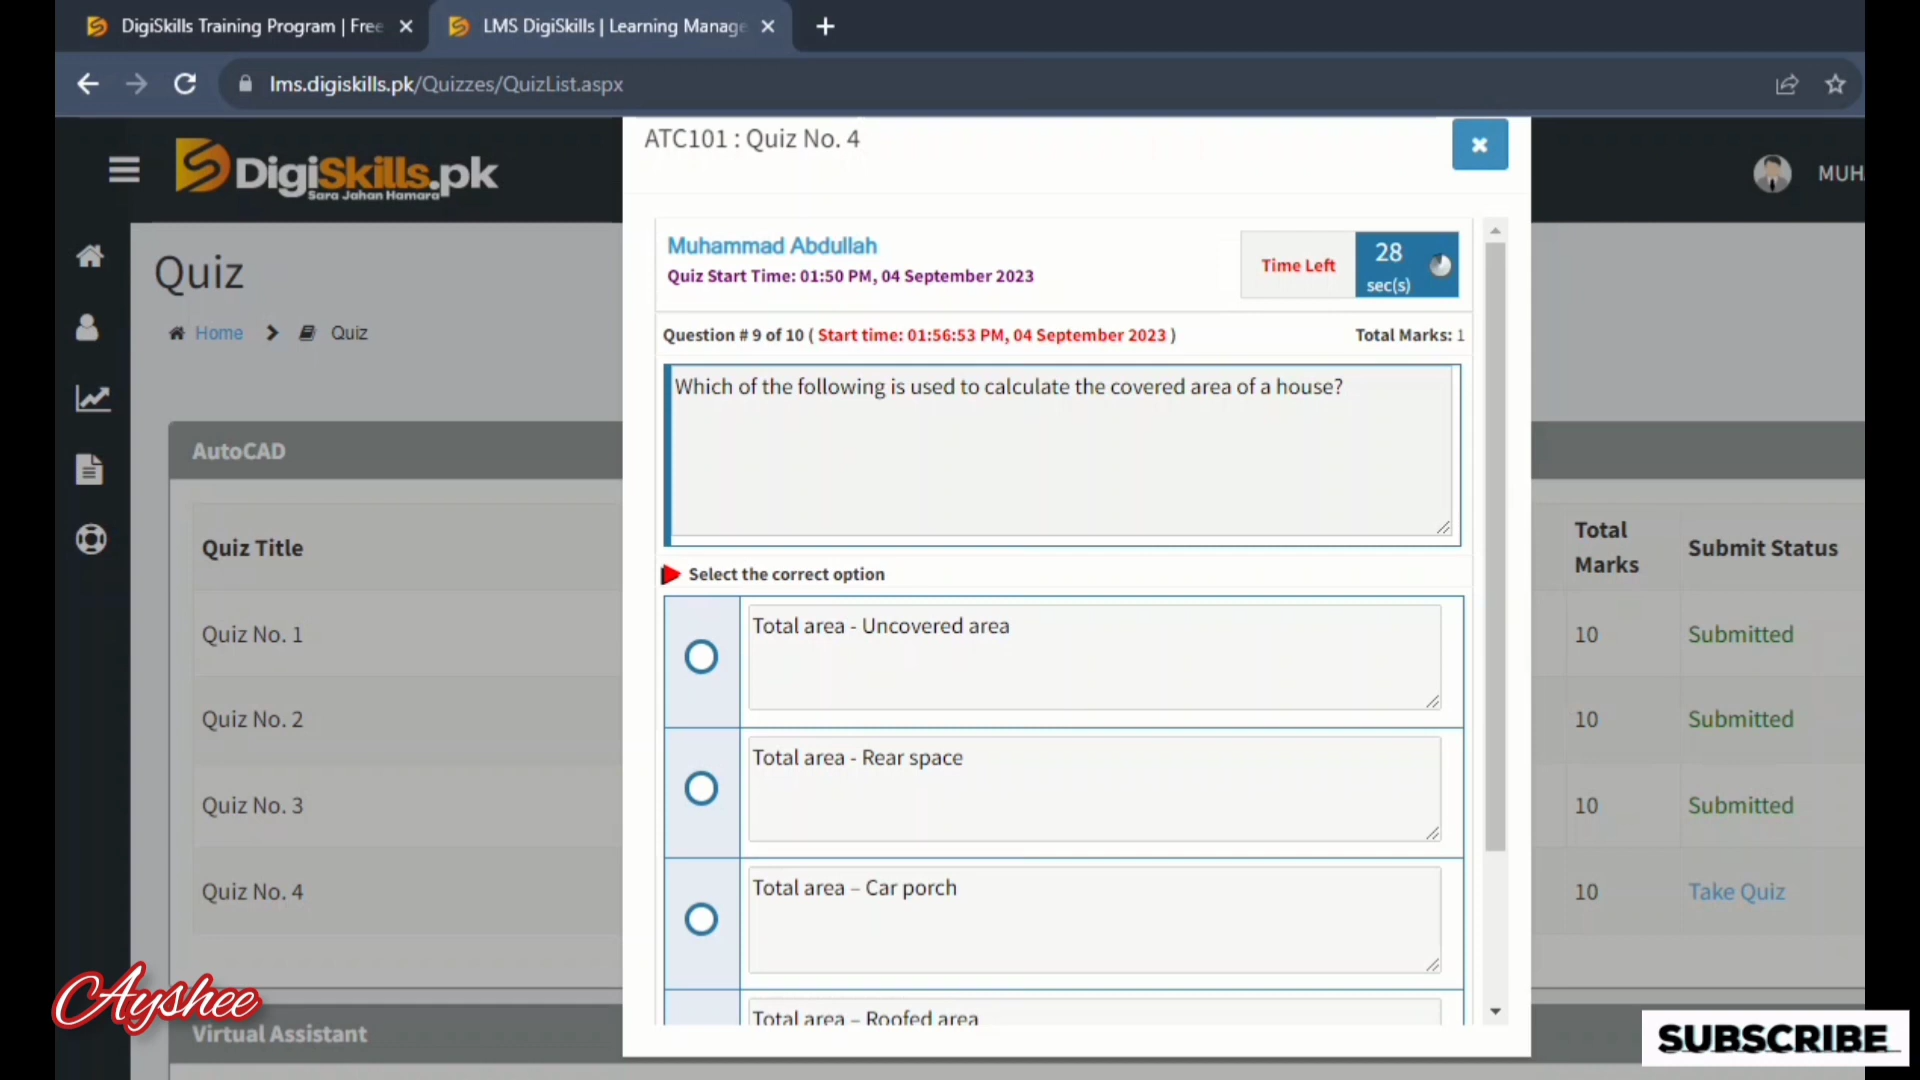 DigiSkills Training Program | Free
LMS DigiSkills | Learning Manage
lms.digiskills.pk/Quizzes/QuizList.aspx
DigiSkills.pk
Sara Jahan Hamara
ATC101 : Quiz No. 4
MUH
Quiz
Home
Quiz
Muhammad Abdullah
Quiz Start Time: 01:50 PM, 04 September 2023
Time Left
28
sec(s)
Question # 9 of 10 ( Start time: 01:56:53 PM, 04 September 2023 )
Total Marks: 1
Which of the following is used to calculate the covered area of a house?
Select the correct option
Total area - Uncovered area
Total area - Rear space
Total area – Car porch
Total area – Roofed area
AutoCAD
Quiz Title
Total Marks
Submit Status
Quiz No. 1
10
Submitted
Quiz No. 2
10
Submitted
Quiz No. 3
10
Submitted
Quiz No. 4
10
Take Quiz
Virtual Assistant
Ayshee
SUBSCRIBE